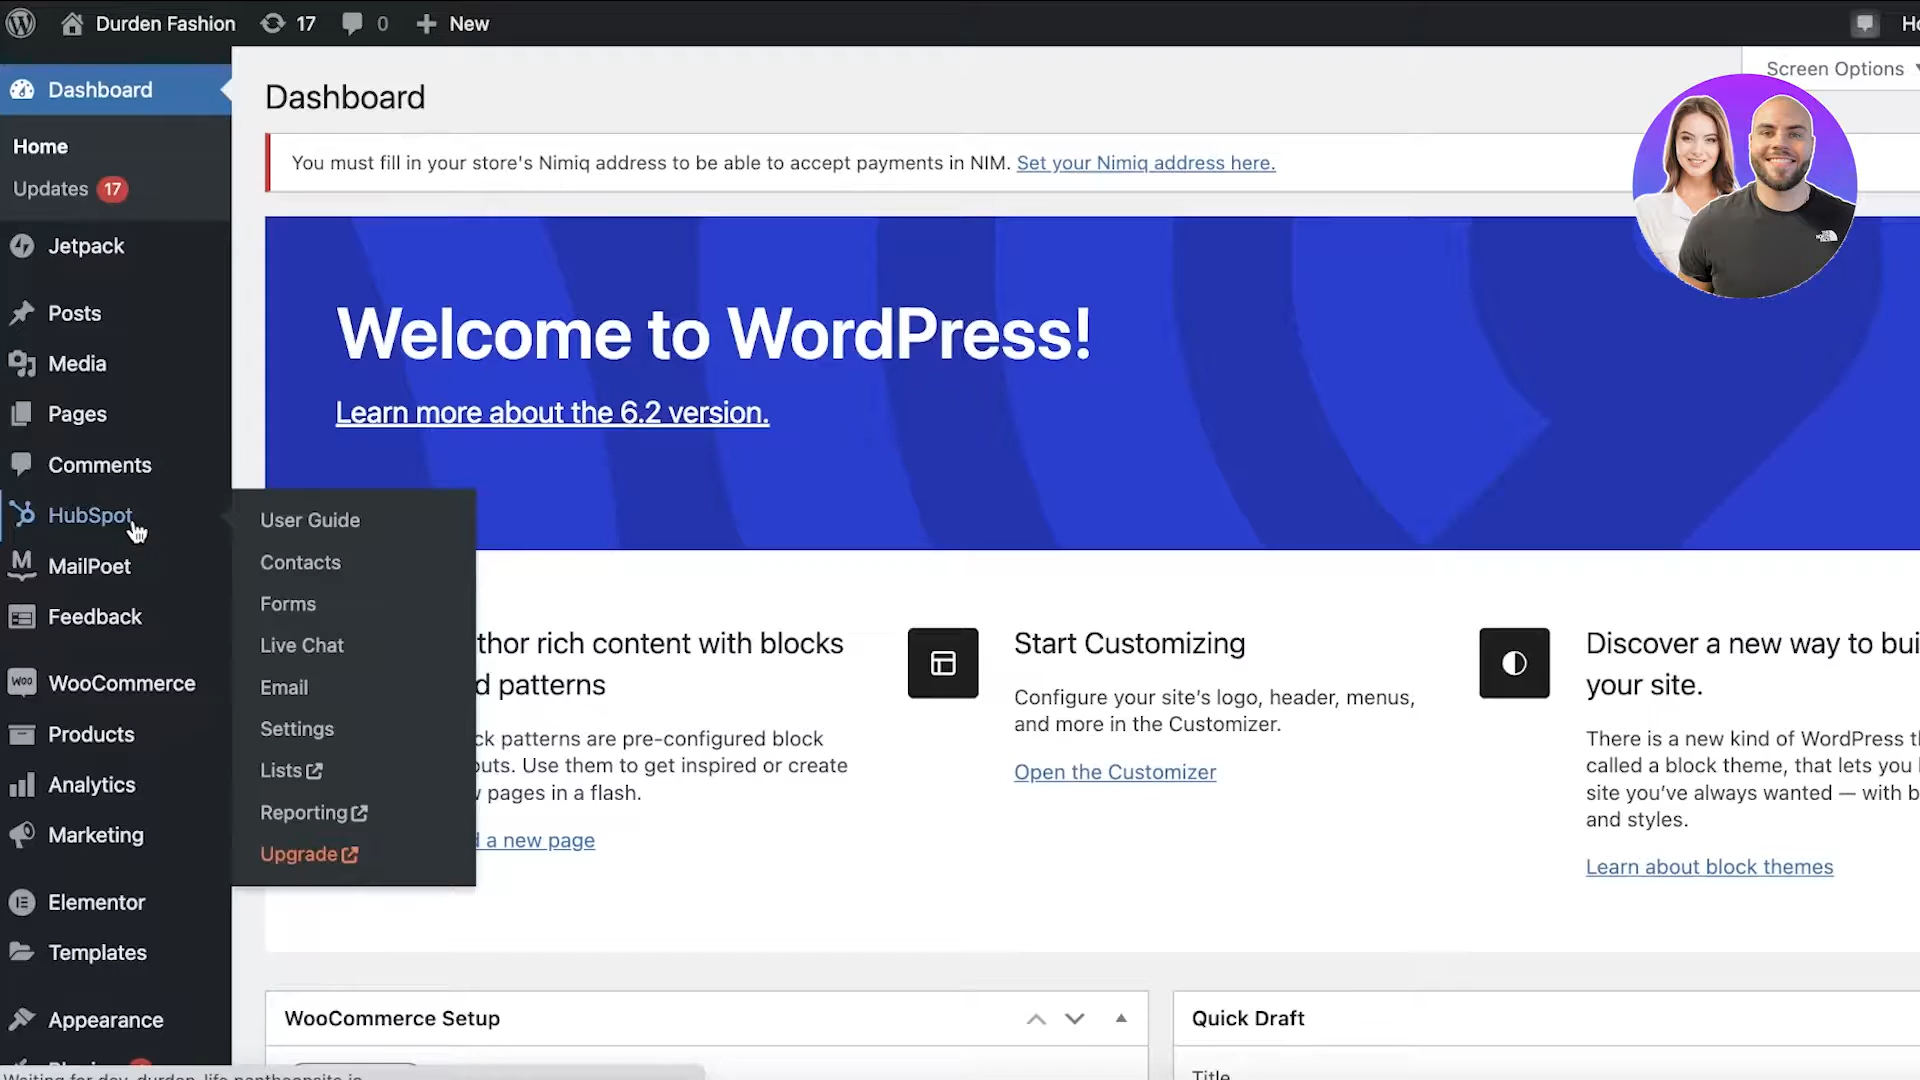 Durden Fashion 17 0 New
Screen Options
Dashboard
Home
Updates 17
Jetpack
Posts
Media
Pages
Comments
HubSpot
MailPoet
Feedback
WooCommerce
Products
Analytics
Marketing
Elementor
Templates
Appearance
User Guide
Contacts
Forms
Live Chat
Email
Settings
Lists
Reporting
Upgrade
Dashboard
You must fill in your store's Nimiq address to be able to accept payments in NIM. Set your Nimiq address here.
Welcome to WordPress!
Learn more about the 6.2 version.
thor rich content with blocks
d patterns
ck patterns are pre-configured block
outs. Use them to get inspired or create
pages in a flash.
a new page
Start Customizing
Configure your site's logo, header, menus,
and more in the Customizer.
Open the Customizer
Discover a new way to bui
your site.
There is a new kind of WordPress t
called a block theme, that lets you
site you've always wanted — with b
and styles.
Learn about block themes
WooCommerce Setup
Quick Draft
Title